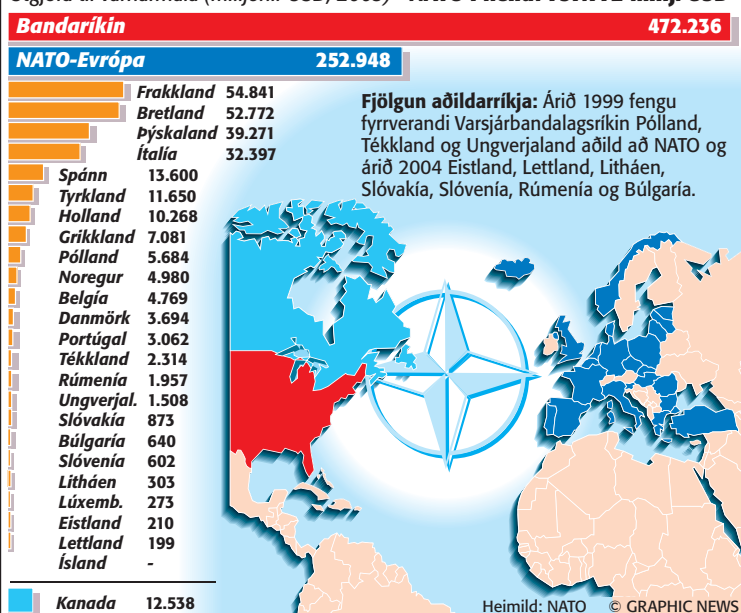 Bandaríkin 472.236
NATO-Evrópa 252.948
Frakkland 54.841
Bretland 52.772
Þýskaland 39.271
Ítalía 32.397
Spánn 13.600
Tyrkland 11.650
Holland 10.268
Grikkland 7.081
Pólland 5.684
Noregur 4.980
Belgía 4.769
Danmörk 3.694
Portúgal 3.062
Tékkland 2.314
Rúmenía 1.957
Ungverjal. 1.508
Slóvakía 873
Búlgaría 640
Slóvenía 602
Litháen 303
Lúxemb. 273
Eistland 210
Lettland 199
Ísland -
Kanada 12.538
Fjölgun aðildarríkja: Árið 1999 fengu
fyrrverandi Varsjárbandalagsríkin Pólland,
Tékkland og Ungverjaland aðild að NATO og
árið 2004 Eistland, Lettland, Litháen,
Slóvakía, Slóvenía, Rúmenía og Búlgaría.
Heimild: NATO © GRAPHIC NEWS